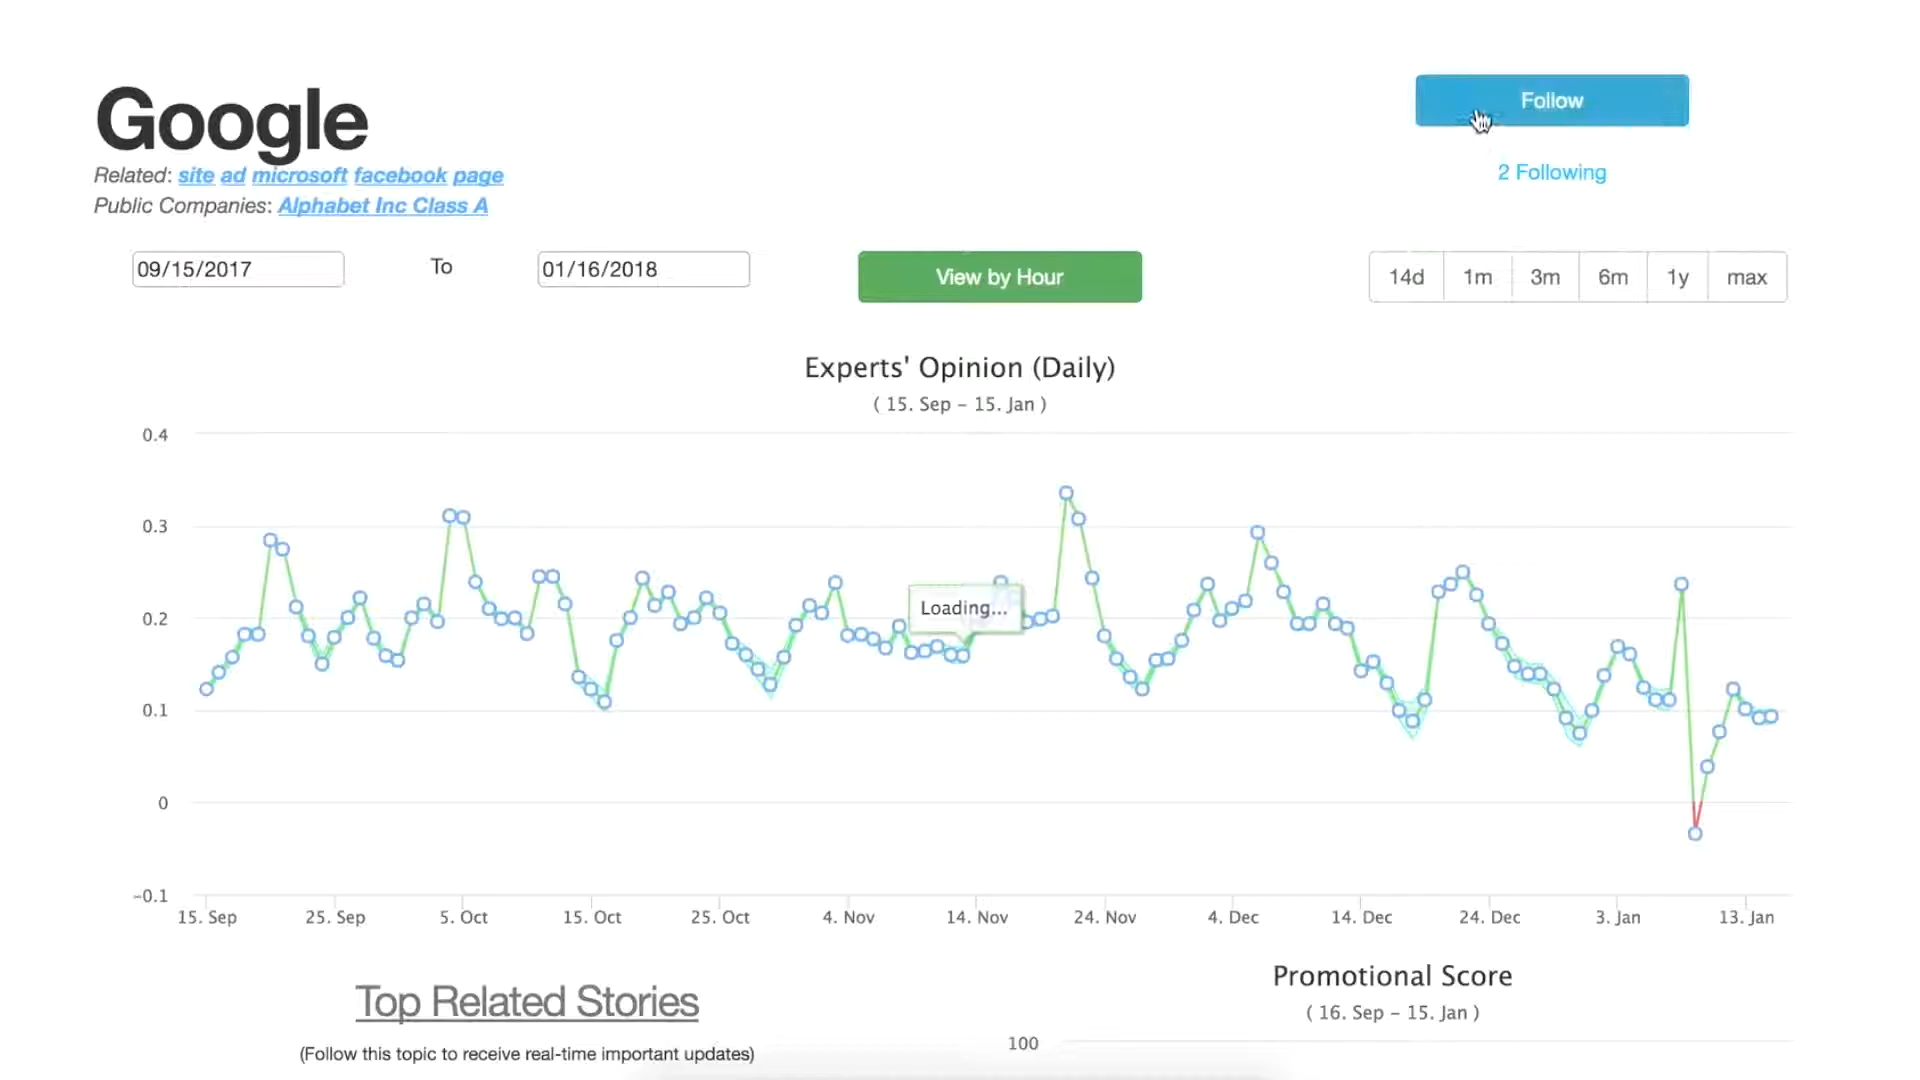 Google
Follow
Related: site ad microsoft facebook page
2 Following
Public Companies: Alphabet Inc Class A
09/15/2017 To 01/16/2018 View by Hour 14d 1m 3m 6m 1y max
Experts' Opinion (Daily)
( 15. Sep – 15. Jan )
0.4
0.3
0.2
0.1
0
−0.1
Loading...
15. Sep 25. Sep 5. Oct 15. Oct 25. Oct 4. Nov 14. Nov 24. Nov 4. Dec 14. Dec 24. Dec 3. Jan 13. Jan
Top Related Stories
(Follow this topic to receive real-time important updates)
Promotional Score
( 16. Sep – 15. Jan )
100